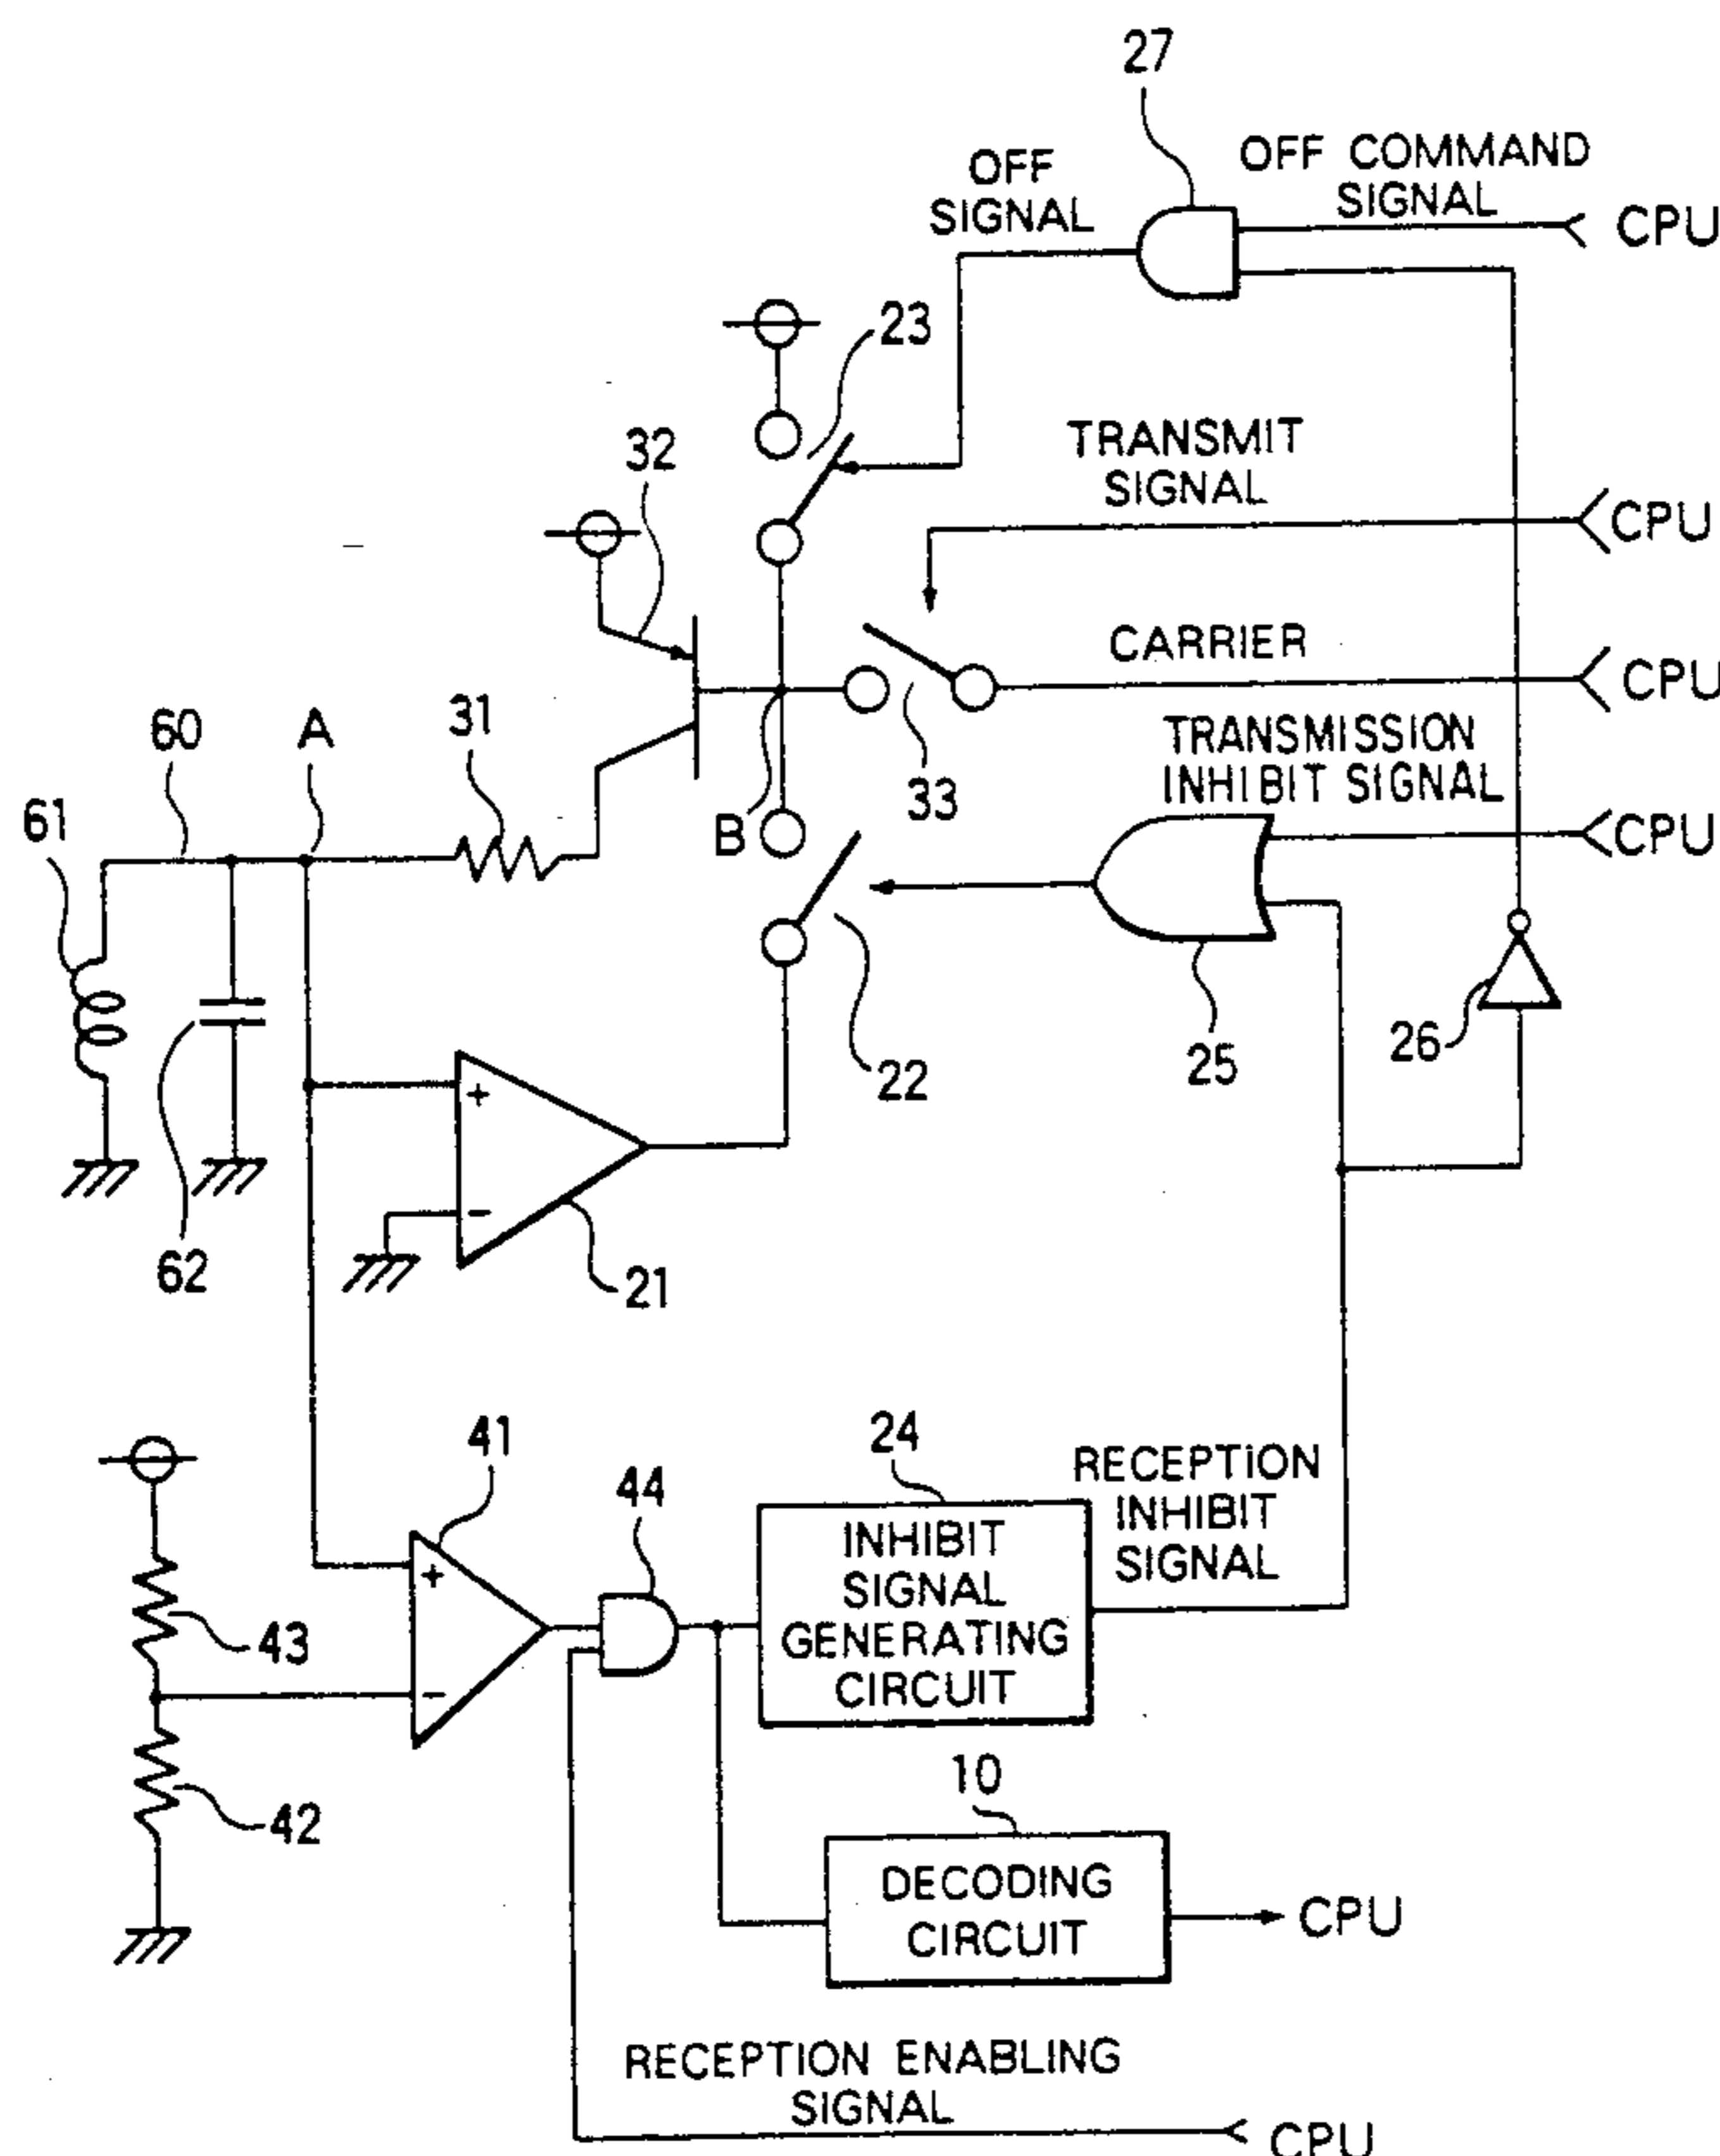 27
OFF
SIGNAL
OFF COMMAND
SIGNAL
CPU
23
32
TRANSMIT
SIGNAL
CPU
CARRIER
CPU
60
A
31
33
TRANSMISSION
INHIBIT SIGNAL
61
B
CPU
62
22
25
26
+
-
21
41
44
24
INHIBIT
SIGNAL
GENERATING
CIRCUIT
RECEPTION
INHIBIT
SIGNAL
+
-
43
42
10
DECODING
CIRCUIT
CPU
RECEPTION ENABLING
SIGNAL
CPU